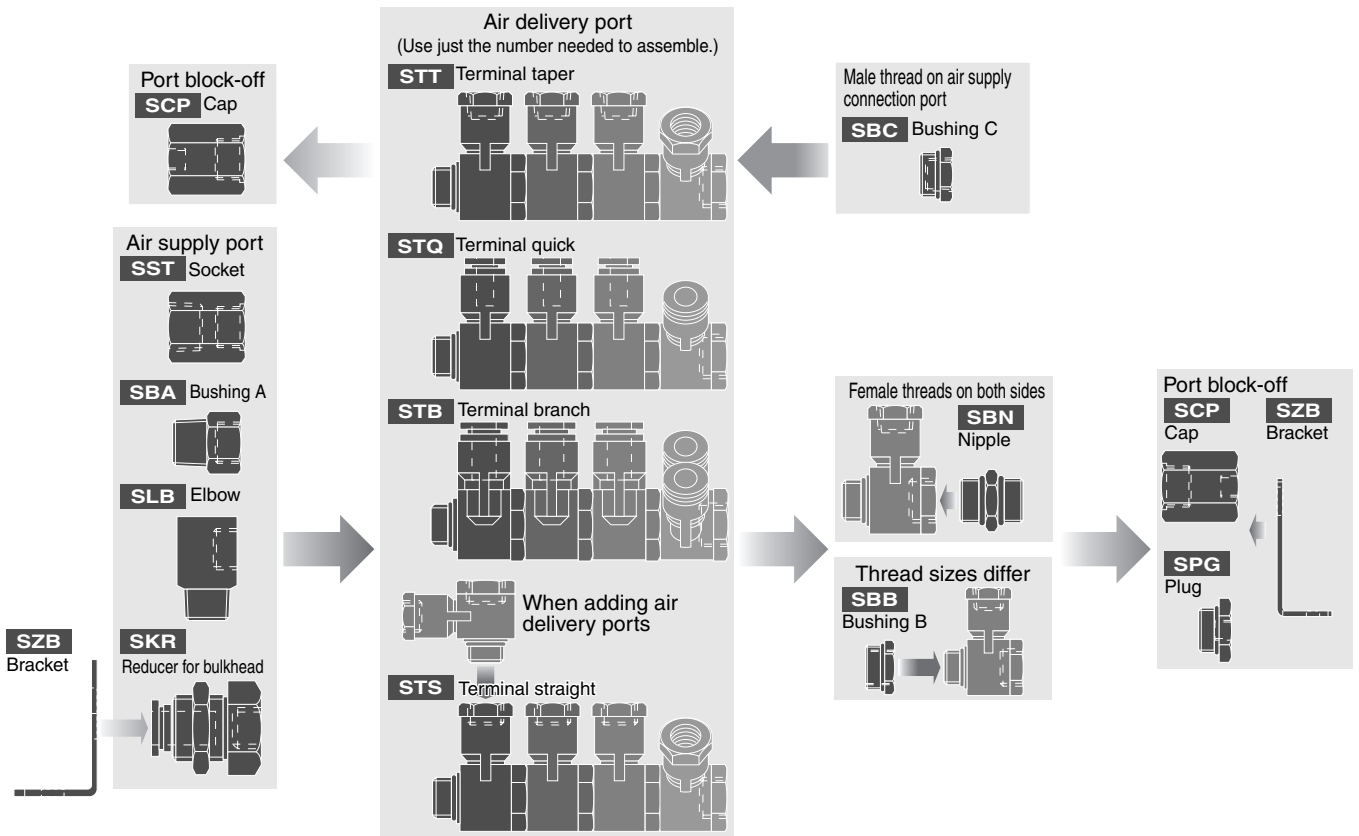 Port block-off
SCP Cap
Air supply port
SST Socket
SBA Bushing A
SLB Elbow
SZB
Bracket
SKR
Reducer for bulkhead
Air delivery port
(Use just the number needed to assemble.)
STT Terminal taper
STQ Terminal quick
STB Terminal branch
When adding air
delivery ports
STS Terminal straight
Male thread on air supply
connection port
SBC Bushing C
Female threads on both sides
SBN
Nipple
Thread sizes differ
SBB
Bushing B
Port block-off
SCP
Cap
SZB
Bracket
SPG
Plug